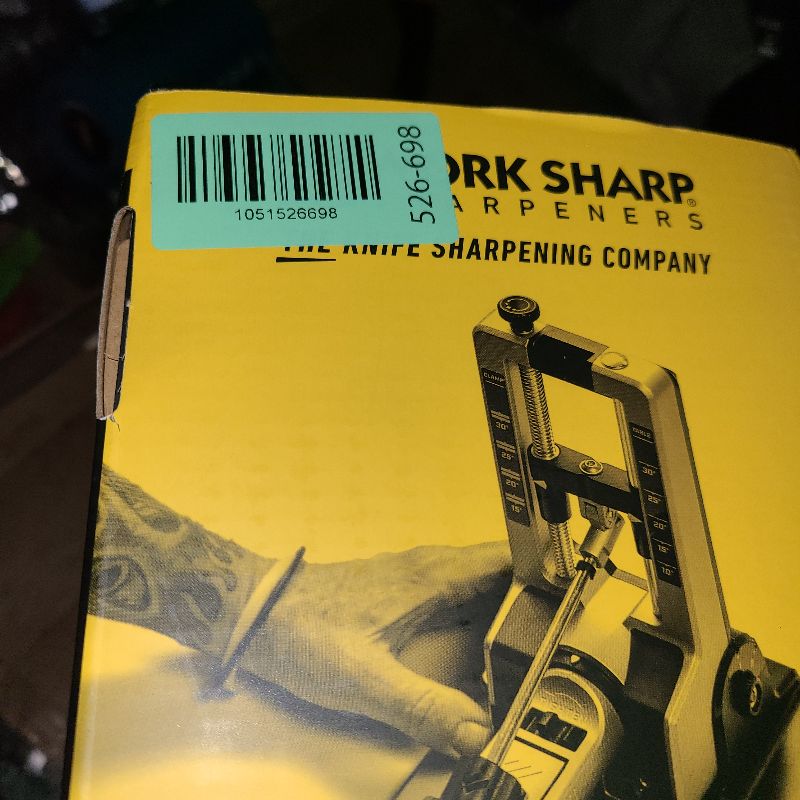 1051526698
526-698
ORK SHARP®
ARPENERS
THE KNIFE SHARPENING COMPANY
CLAMP
30°
25°
20°
15°
TABLE
30°
25°
20°
15°
10°